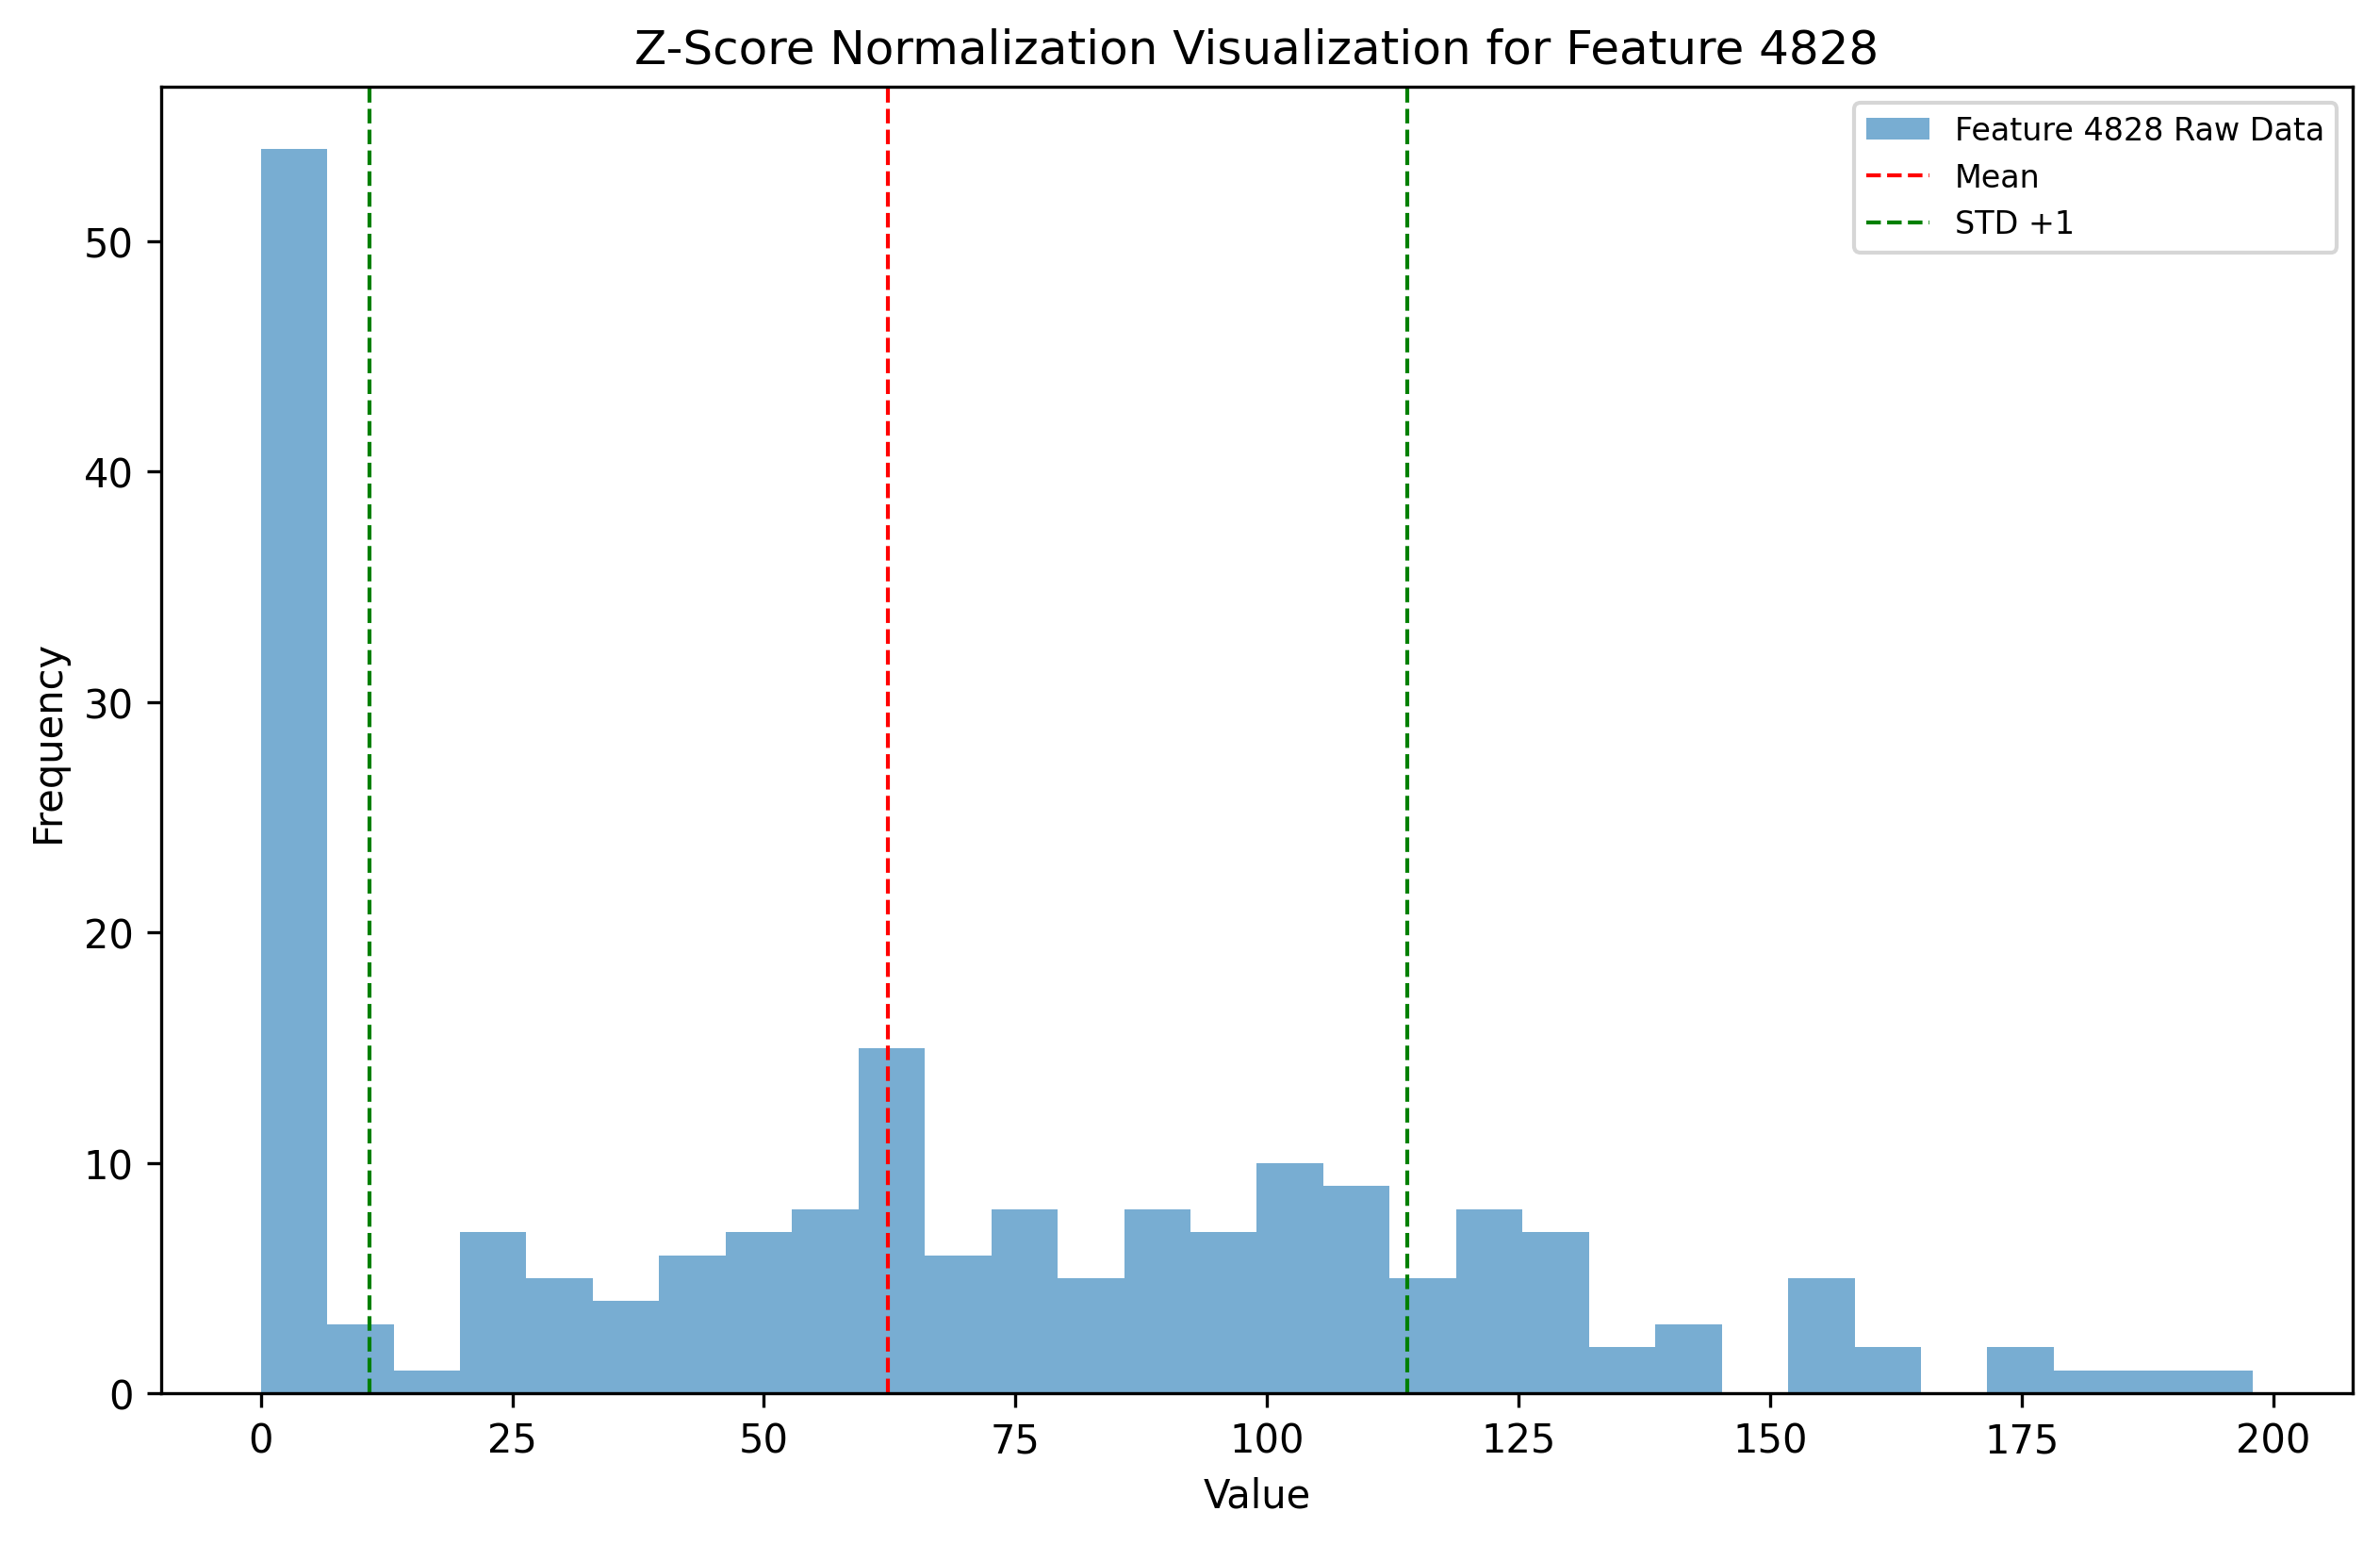 Z-Score Normalization Visualization for Feature 4828
Feature 4828 Raw Data
Mean
STD +1
50
40
30
20
10
0
Frequency
0 25 50 75 100 125 150 175 200
Value